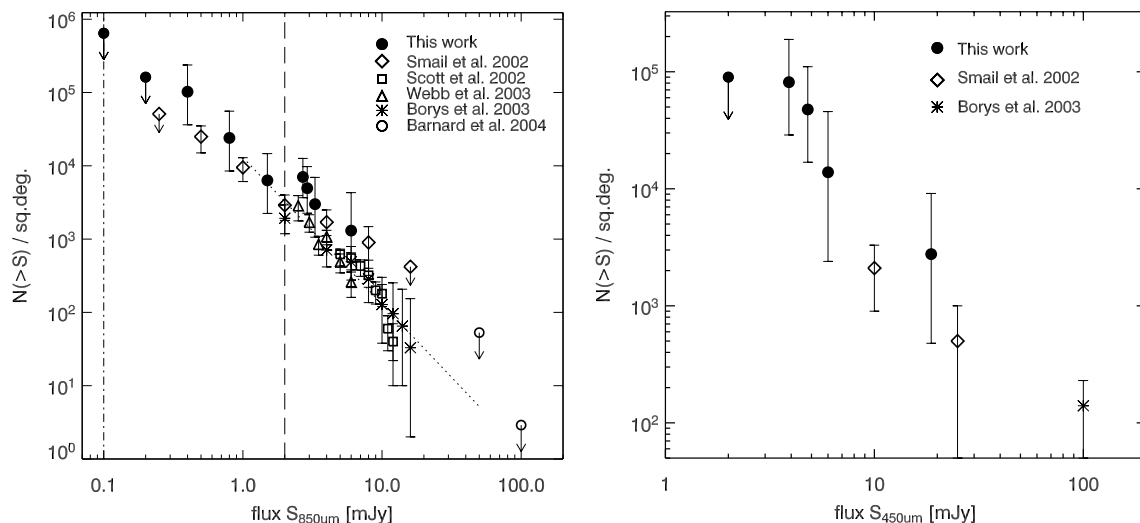 This work
Smail et al. 2002
Scott et al. 2002
Webb et al. 2003
Borys et al. 2003
Barnard et al. 2004
10^6
10^5
10^4
10^3
10^2
10^1
10^0
N(>S) / sq.deg.
0.1
1.0
10.0
100.0
flux S_850um [mJy]
This work
Smail et al. 2002
Borys et al. 2003
10^5
10^4
10^3
10^2
N(>S) / sq.deg.
1
10
100
flux S_450um [mJy]